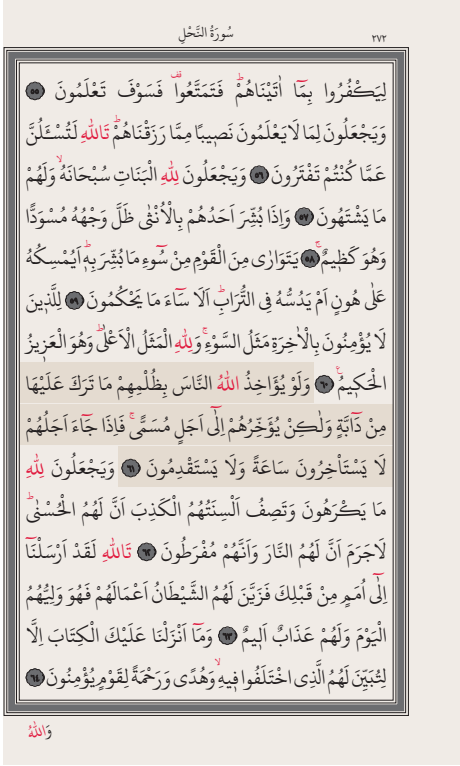 سُورَةُ النَّحْلِ ٢٧٢
لِيَكْفُرُوا بِمَٓا اٰتَيْنَاهُمْۜ فَتَمَتَّعُوا۠ فَسَوْفَ تَعْلَمُونَ ﴿٥٥﴾
وَيَجْعَلُونَ لِمَا لَا يَعْلَمُونَ نَص۪يبًا مِمَّا رَزَقْنَاهُمْۜ تَاللّٰهِ لَتُسْـَٔلُنَّ
عَمَّا كُنْتُمْ تَفْتَرُونَ ﴿٥٦﴾ وَيَجْعَلُونَ لِلّٰهِ الْبَنَاتِ سُبْحَانَهُۙ وَلَهُمْ
مَا يَشْتَهُونَ ﴿٥٧﴾ وَاِذَا بُشِّرَ اَحَدُهُمْ بِالْاُنْثٰى ظَلَّ وَجْهُهُ مُسْوَدًّا
وَهُوَ كَظ۪يمٌۚ ﴿٥٨﴾ يَتَوَارٰى مِنَ الْقَوْمِ مِنْ سُٓوءِ مَا بُشِّرَ بِه۪ۜ اَيُمْسِكُهُ
عَلٰى هُونٍ اَمْ يَدُسُّهُ فِي التُّرَابِۜ اَلَا سَٓاءَ مَا يَحْكُمُونَ ﴿٥٩﴾ لِلَّذ۪ينَ
لَا يُؤْمِنُونَ بِالْاٰخِرَةِ مَثَلُ السَّوْءِۚ وَلِلّٰهِ الْمَثَلُ الْاَعْلٰىۜ وَهُوَ الْعَز۪يزُ
الْحَك۪يمُ۟ ﴿٦٠﴾ وَلَوْ يُؤَاخِذُ اللّٰهُ النَّاسَ بِظُلْمِهِمْ مَا تَرَكَ عَلَيْهَا
مِنْ دَٓابَّةٍ وَلٰكِنْ يُؤَخِّرُهُمْ اِلٰٓى اَجَلٍ مُسَمًّىۚ فَاِذَا جَٓاءَ اَجَلُهُمْ
لَا يَسْتَأْخِرُونَ سَاعَةً وَلَا يَسْتَقْدِمُونَ ﴿٦١﴾ وَيَجْعَلُونَ لِلّٰهِ
مَا يَكْرَهُونَ وَتَصِفُ اَلْسِنَتُهُمُ الْكَذِبَ اَنَّ لَهُمُ الْحُسْنٰىۜ
لَا جَرَمَ اَنَّ لَهُمُ النَّارَ وَاَنَّهُمْ مُفْرَطُونَ ﴿٦٢﴾ تَاللّٰهِ لَقَدْ اَرْسَلْنَٓا
اِلٰٓى اُمَمٍ مِنْ قَبْلِكَ فَزَيَّنَ لَهُمُ الشَّيْطَانُ اَعْمَالَهُمْ فَهُوَ وَلِيُّهُمُ
الْيَوْمَ وَلَهُمْ عَذَابٌ اَل۪يمٌ ﴿٦٣﴾ وَمَٓا اَنْزَلْنَا عَلَيْكَ الْكِتَابَ اِلَّا
لِتُبَيِّنَ لَهُمُ الَّذِي اخْتَلَفُوا ف۪يهِۙ وَهُدًى وَرَحْمَةً لِقَوْمٍ يُؤْمِنُونَ ﴿٦٤﴾
وَاللّٰهُ